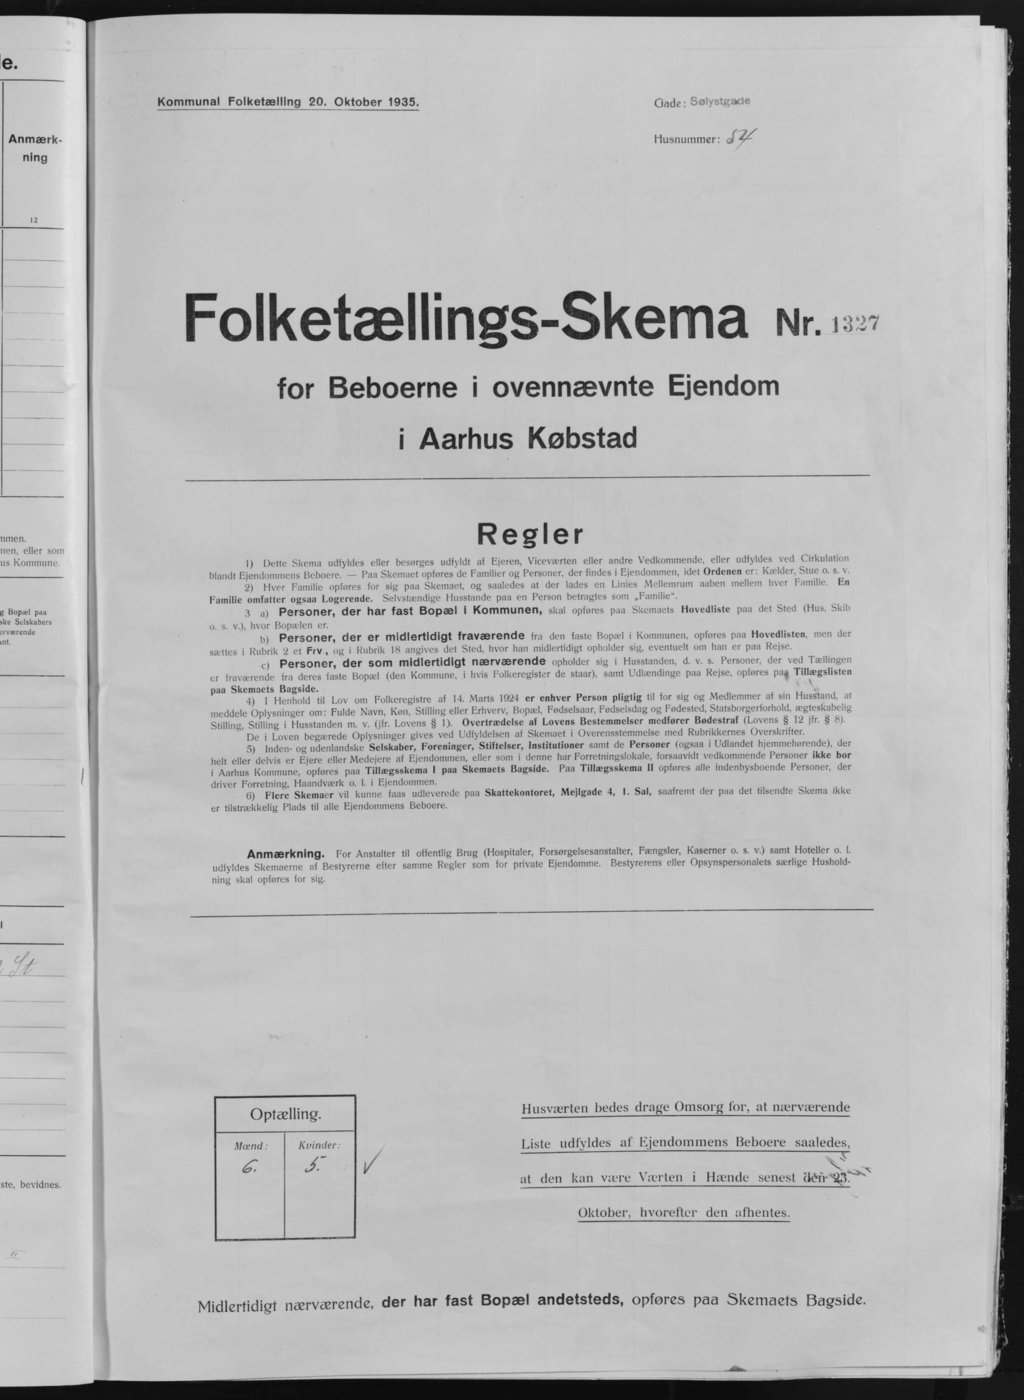 e.
Anmærk-
ning
12
mmen.
men, eller som
us Kommune.
g Bopæl paa
ske Selskabers
erværende
ant.
St
ste, bevidnes.
Kommunal Folketælling 20. Oktober 1935.
Gade: Sølystgade
Husnummer: 54
Folketællings-Skema Nr. 1327
for Beboerne i ovennævnte Ejendom
i Aarhus Købstad
Regler
1) Dette Skema udfyldes eller besørges udfyldt af Ejeren, Viceværten eller andre Vedkommende, eller udfyldes ved Cirkulation
blandt Ejendommens Beboere. — Paa Skemaet opføres de Familier og Personer, der findes i Ejendommen, idet Ordenen er: Kælder, Stue o. s. v.
2) Hver Familie opføres for sig paa Skemaet, og saaledes at der lades en Linies Mellemrum aaben mellem hver Familie. En
Familie omfatter ogsaa Logerende. Selvstændige Husstande paa en Person betragtes som „Familie“.
3 a) Personer, der har fast Bopæl i Kommunen, skal opføres paa Skemaets Hovedliste paa det Sted (Hus, Skib
o. s. v.), hvor Bopælen er.
b) Personer, der er midlertidigt fraværende fra den faste Bopæl i Kommunen, opføres paa Hovedlisten, men der
sættes i Rubrik 2 et Frv., og i Rubrik 18 angives det Sted, hvor han midlertidigt opholder sig, eventuelt om han er paa Rejse.
c) Personer, der som midlertidigt nærværende opholder sig i Husstanden, d. v. s. Personer, der ved Tællingen
er fraværende fra deres faste Bopæl (den Kommune, i hvis Folkeregister de staar), samt Udlændinge paa Rejse, opføres paa Tillægslisten
paa Skemaets Bagside.
4) I Henhold til Lov om Folkeregistre af 14. Marts 1924 er enhver Person pligtig til for sig og Medlemmer af sin Husstand, at
meddele Oplysninger om: Fulde Navn, Køn, Stilling eller Erhverv, Bopæl, Fødselsaar, Fødselsdag og Fødested, Statsborgerforhold, ægteskabelig
Stilling, Stilling i Husstanden m. v. (jfr. Lovens § 1). Overtrædelse af Lovens Bestemmelser medfører Bødestraf (Lovens § 12 jfr. § 8).
De i Loven begærede Oplysninger gives ved Udfyldelsen af Skemaet i Overensstemmelse med Rubrikkernes Overskrifter.
5) Inden- og udenlandske Selskaber, Foreninger, Stiftelser, Institutioner samt de Personer (ogsaa i Udlandet hjemmehørende), der
helt eller delvis er Ejere eller Medejere af Ejendommen, eller som i denne har Forretningslokale, forsaavidt vedkommende Personer ikke bor
i Aarhus Kommune, opføres paa Tillægsskema I paa Skemaets Bagside. Paa Tillægsskema II opføres alle indenbysboende Personer, der
driver Forretning, Haandværk o. l. i Ejendommen.
6) Flere Skemaer vil kunne faas udleverede paa Skattekontoret, Mejlgade 4, 1. Sal, saafremt der paa det tilsendte Skema ikke
er tilstrækkelig Plads til alle Ejendommens Beboere.
Anmærkning. For Anstalter til offentlig Brug (Hospitaler, Forsørgelsesanstalter, Fængsler, Kaserner o. s. v.) samt Hoteller o. l.
udfyldes Skemaerne af Bestyrerne efter samme Regler som for private Ejendomme. Bestyrerens eller Opsynspersonalets særlige Hushold-
ning skal opføres for sig.
Optælling.
Mænd: Kvinder:
6. 5.
Husværten bedes drage Omsorg for, at nærværende
Liste udfyldes af Ejendommens Beboere saaledes,
at den kan være Værten i Hænde senest den 23.
Oktober, hvorefter den afhentes.
Midlertidigt nærværende, der har fast Bopæl andetsteds, opføres paa Skemaets Bagside.